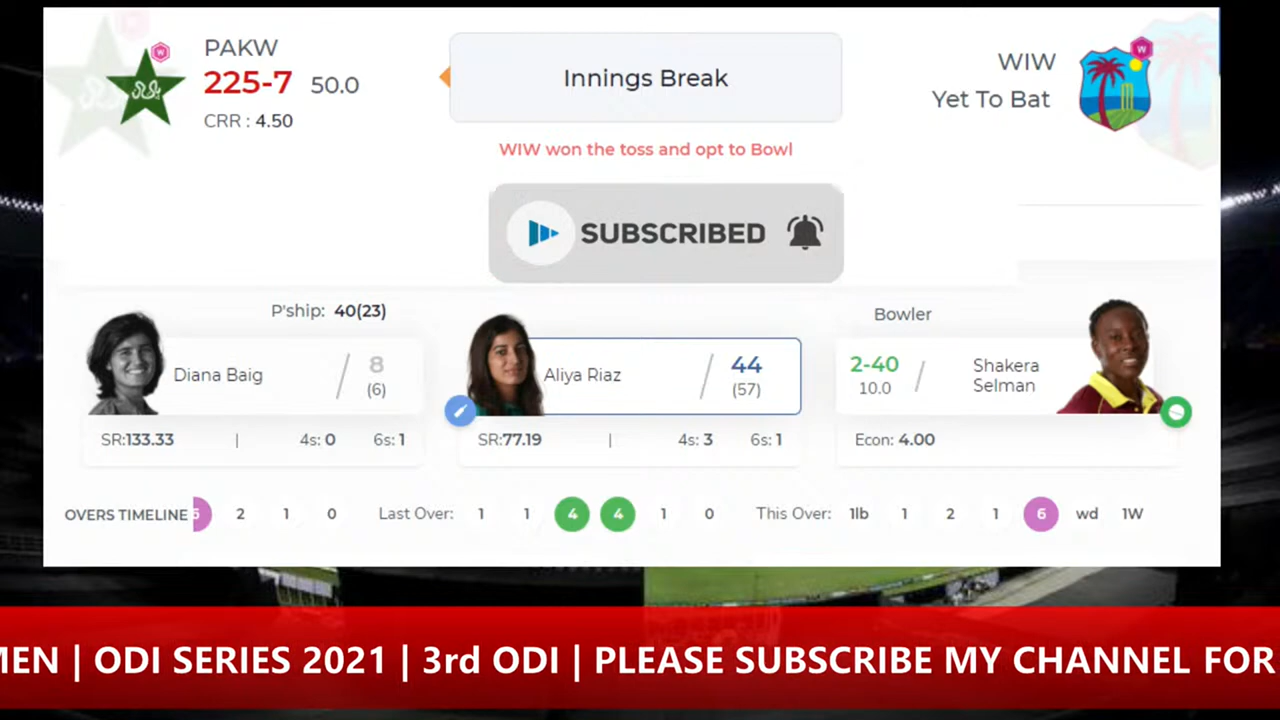 PAKW
225-7 50.0
CRR : 4.50
Innings Break
WIW won the toss and opt to Bowl
WIW
Yet To Bat
W
W
SUBSCRIBED
P'ship: 40(23)
Diana Baig / 8
(6)
SR:133.33 | 4s: 0 6s: 1
Aliya Riaz / 44
(57)
SR:77.19 | 4s: 3 6s: 1
Bowler
2-40 / Shakera
10.0 Selman
Econ: 4.00
OVERS TIMELINE 2 1 0 Last Over: 1 1 4 4 1 0 This Over: 1lb 1 2 1 6 wd 1W
MEN | ODI SERIES 2021 | 3rd ODI | PLEASE SUBSCRIBE MY CHANNEL FOR